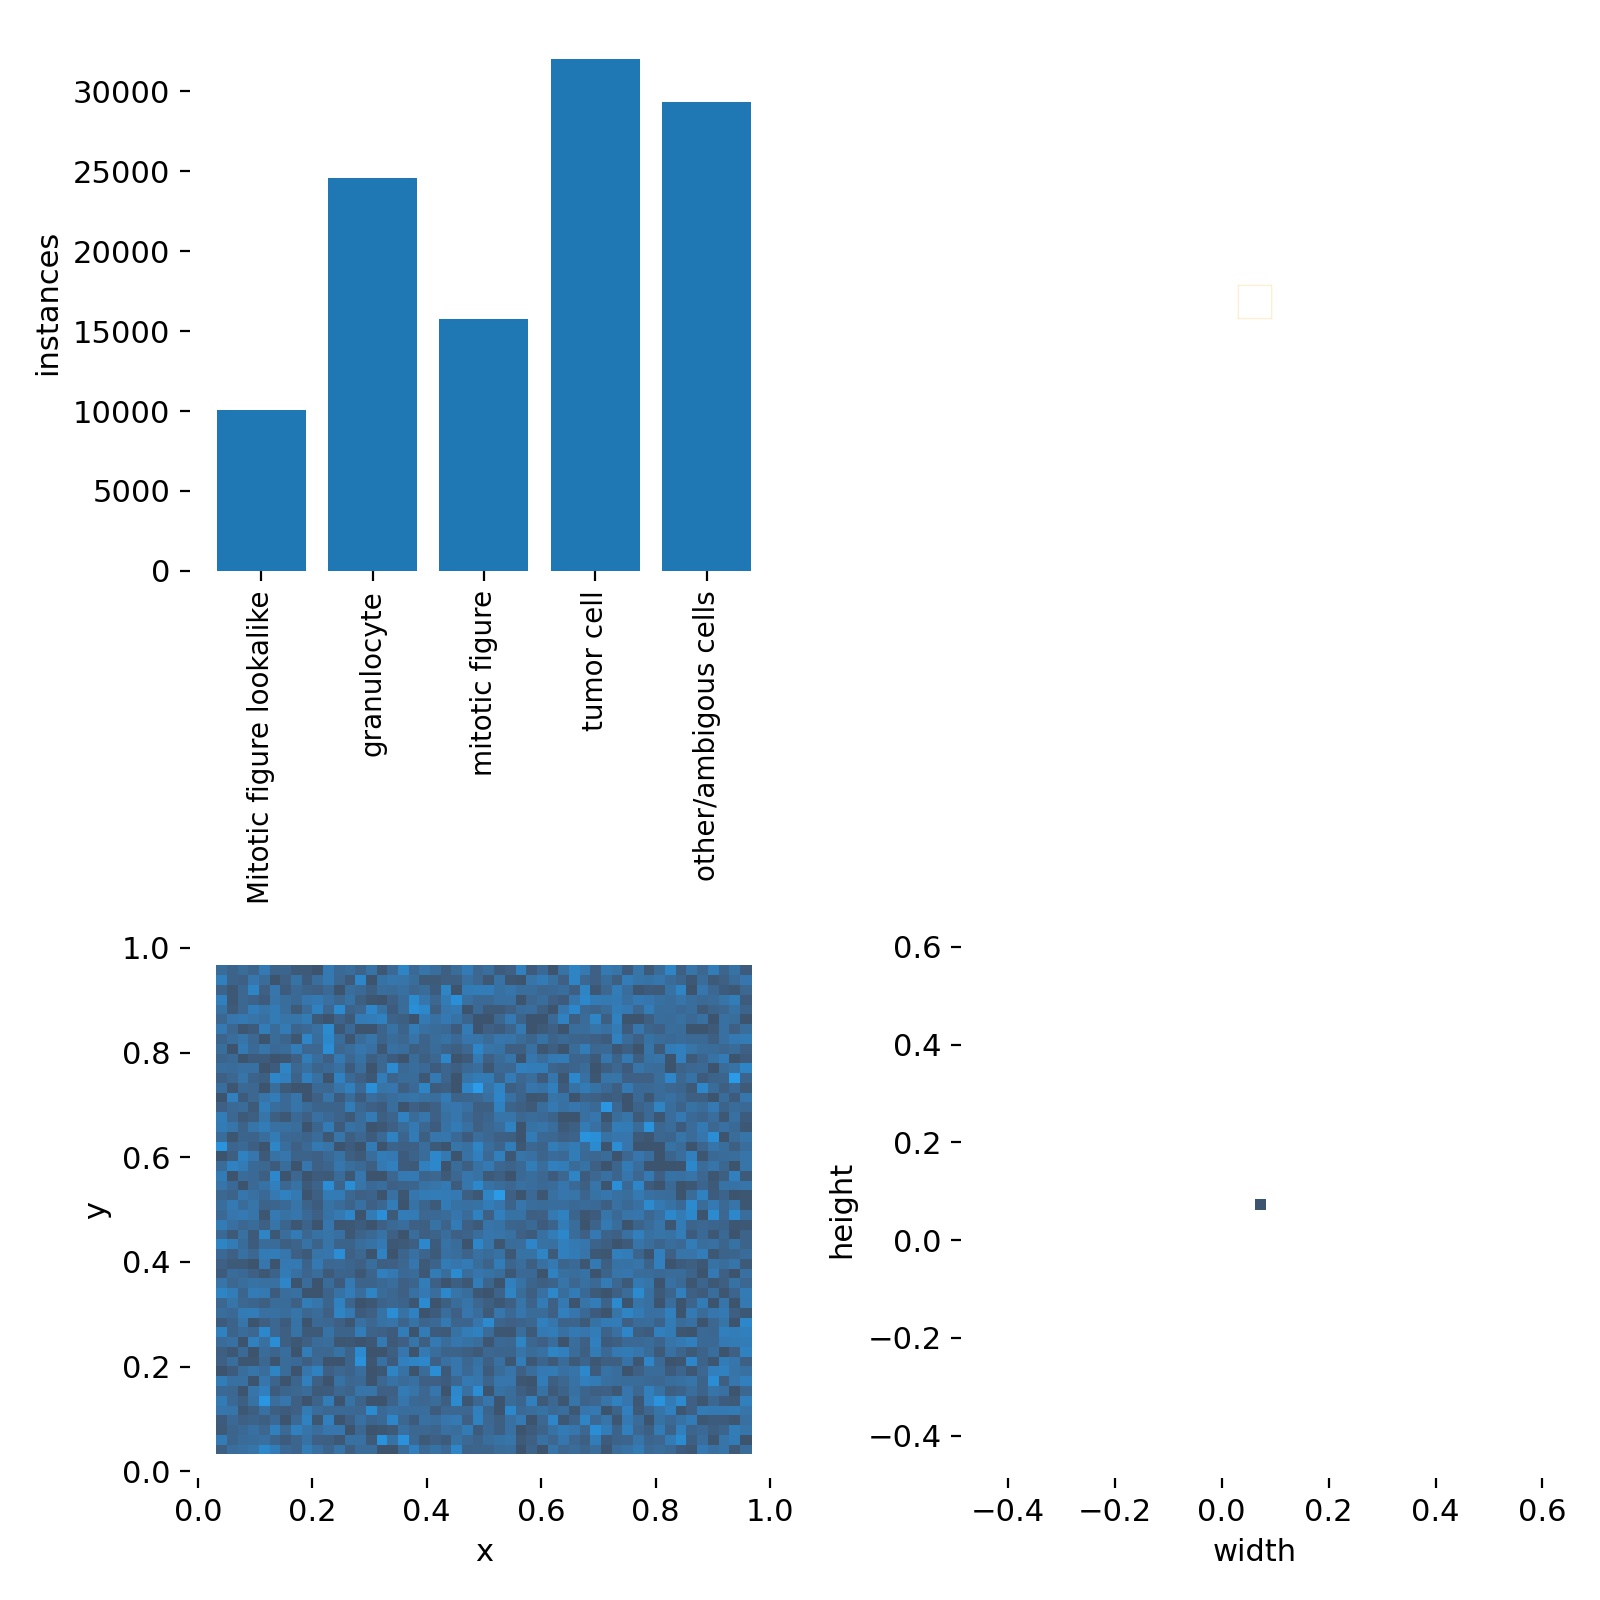 30000
25000
20000
15000
10000
5000
0
instances
Mitotic figure lookalike
granulocyte
mitotic figure
tumor cell
other/ambigous cells
1.0
0.8
0.6
0.4
0.2
0.0
y
0.0 0.2 0.4 0.6 0.8 1.0
x
0.6
0.4
0.2
0.0
−0.2
−0.4
height
−0.4 −0.2 0.0 0.2 0.4 0.6
width